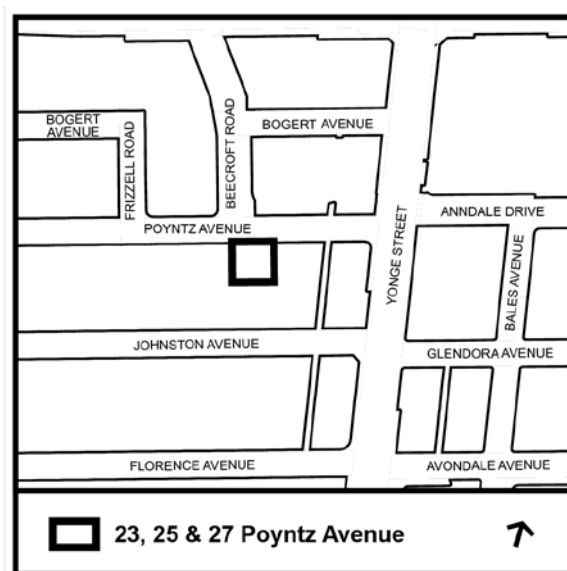 BOGERT
AVENUE
FRIZZELL ROAD
BEECROFT ROAD
BOGERT AVENUE
POYNTZ AVENUE
YONGE STREET
ANNDALE DRIVE
BALES AVENUE
JOHNSTON AVENUE
GLENDORA AVENUE
FLORENCE AVENUE
AVONDALE AVENUE
23, 25 & 27 Poyntz Avenue